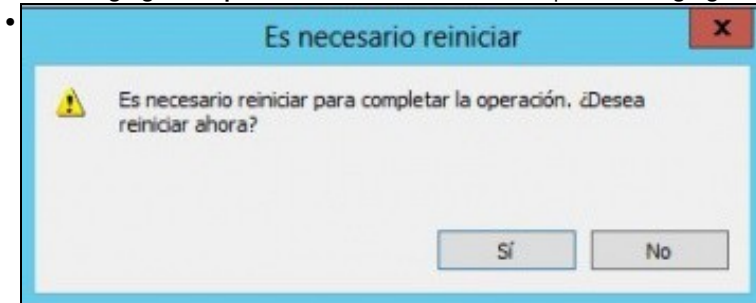 •
Es necesario reiniciar
x
Es necesario reiniciar para completar la operación. ¿Desea
reiniciar ahora?
Sí
No